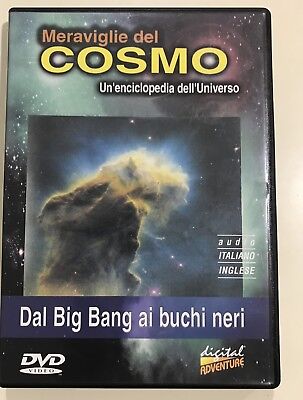 Meraviglie del
COSMO
Un'enciclopedia dell'Universo
audio
ITALIANO
INGLESE
Dal Big Bang ai buchi neri
DVD
VIDEO
digital
ADVENTURE